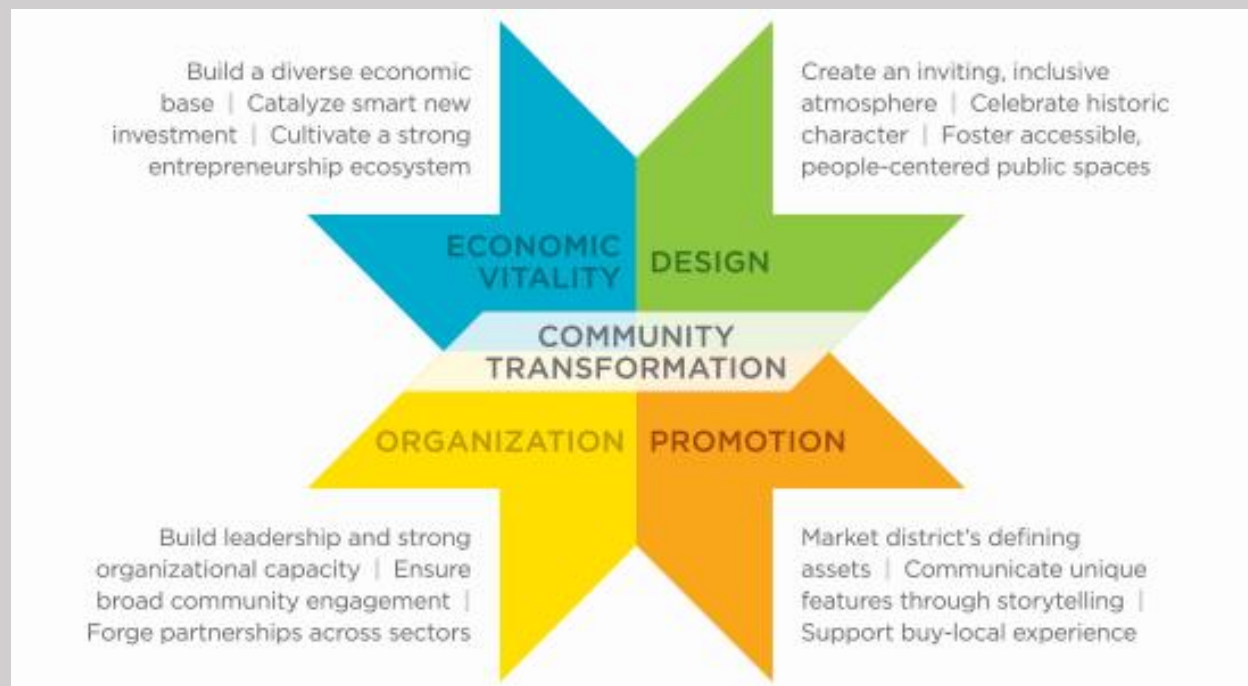 Build a diverse economic
base | Catalyze smart new
investment | Cultivate a strong
entrepreneurship ecosystem
Create an inviting, inclusive
atmosphere | Celebrate historic
character | Foster accessible,
people-centered public spaces
ECONOMIC
VITALITY
DESIGN
COMMUNITY
TRANSFORMATION
ORGANIZATION
PROMOTION
Build leadership and strong
organizational capacity | Ensure
broad community engagement |
Forge partnerships across sectors
Market district's defining
assets | Communicate unique
features through storytelling |
Support buy-local experience